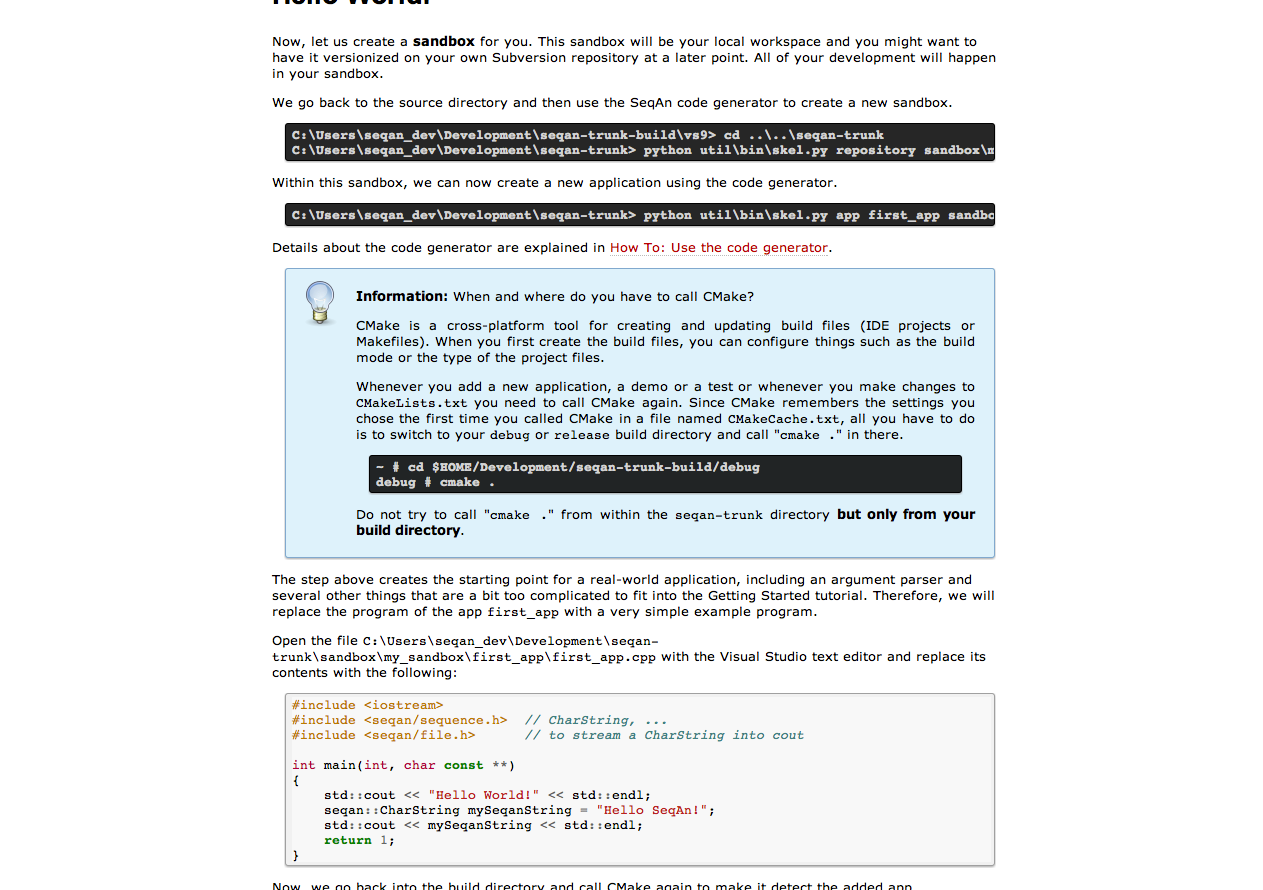 Hello World!
Now, let us create a sandbox for you. This sandbox will be your local workspace and you might want to
have it versionized on your own Subversion repository at a later point. All of your development will happen
in your sandbox.
We go back to the source directory and then use the SeqAn code generator to create a new sandbox.
C:\Users\seqan_dev\Development\seqan-trunk-build\vs9> cd ..\..\seqan-trunk
C:\Users\seqan_dev\Development\seqan-trunk> python util\bin\skel.py repository sandbox\m
Within this sandbox, we can now create a new application using the code generator.
C:\Users\seqan_dev\Development\seqan-trunk> python util\bin\skel.py app first_app sandbo
Details about the code generator are explained in How To: Use the code generator.
Information: When and where do you have to call CMake?
CMake is a cross-platform tool for creating and updating build files (IDE projects or
Makefiles). When you first create the build files, you can configure things such as the build
mode or the type of the project files.
Whenever you add a new application, a demo or a test or whenever you make changes to
CMakeLists.txt you need to call CMake again. Since CMake remembers the settings you
chose the first time you called CMake in a file named CMakeCache.txt, all you have to do
is to switch to your debug or release build directory and call "cmake ." in there.
~ # cd $HOME/Development/seqan-trunk-build/debug
debug # cmake .
Do not try to call "cmake ." from within the seqan-trunk directory but only from your
build directory.
The step above creates the starting point for a real-world application, including an argument parser and
several other things that are a bit too complicated to fit into the Getting Started tutorial. Therefore, we will
replace the program of the app first_app with a very simple example program.
Open the file C:\Users\seqan_dev\Development\seqan-
trunk\sandbox\my_sandbox\first_app\first_app.cpp with the Visual Studio text editor and replace its
contents with the following:
#include <iostream>
#include <seqan/sequence.h>  // CharString, ...
#include <seqan/file.h>      // to stream a CharString into cout
int main(int, char const **)
{
    std::cout << "Hello World!" << std::endl;
    seqan::CharString mySeqanString = "Hello SeqAn!";
    std::cout << mySeqanString << std::endl;
    return 1;
}
Now, we go back into the build directory and call CMake again to make it detect the added app.